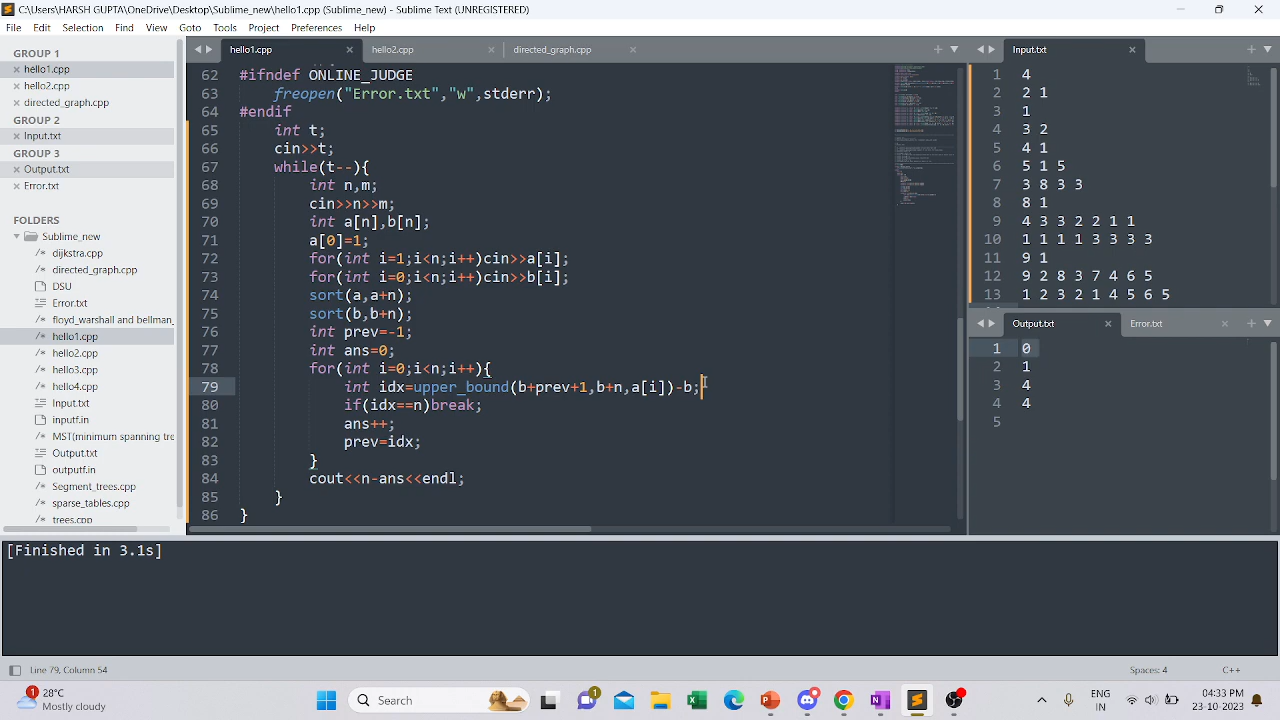 C:\Users\HARSH GUPTA\OneDrive\Desktop\Sublime_new\hello1.cpp (Sublime_new) - Sublime Text (UNREGISTERED)
File Edit Selection Find View Goto Tools Project Preferences Help
GROUP 1
hello1.cpp
hello2.cpp
directed_graph.cpp
GROUP 2
Input.txt
GROUP 3
Output.txt
Error.txt
FOLDERS
Sublime_new
dijkstra.cpp
directed_graph.cpp
DSU
Error.txt
floyd_warshall and bellman_
hello1.cpp
hello2.cpp
hello3.cpp
hello4.cpp
Input.txt
inputf.in
MST(minimum spanning tre
Output.txt
outputf.in
Segment_trees.cpp
sparse_tables.cpp
trees.cpp
hello1.cpp hello2.cpp directed_graph.cpp
62 #ifndef ONLINE_JUDGE
63 freopen("Error.txt","w",stderr);
64 #endif
65 int t;
66 cin>>t;
67 while(t--){
68 int n,m;
69 cin>>n>>m;
70 int a[n],b[n];
71 a[0]=1;
72 for(int i=1;i<n;i++)cin>>a[i];
73 for(int i=0;i<n;i++)cin>>b[i];
74 sort(a,a+n);
75 sort(b,b+n);
76 int prev=-1;
77 int ans=0;
78 for(int i=0;i<n;i++){
79 int idx=upper_bound(b+prev+1,b+n,a[i])-b;
80 if(idx==n)break;
81 ans++;
82 prev=idx;
83 }
84 cout<<n-ans<<endl;
85 }
86 }
Input.txt
1 4
2 2 1
3 1
4 3 2
5 4 1
6 5 1 5
7 3 8 3 3
8 8 1
9 4 3 3 2 2 1 1
10 1 1 1 1 3 3 3 3
11 9 1
12 9 2 8 3 7 4 6 5
13 1 2 3 2 1 4 5 6 5
Output.txt Error.txt
1 0
2 1
3 4
4 4
5
[Finished in 3.1s]
Line 79, Column 54 Spaces: 4 C++
28°C
Mostly cloudy
1
Search
1
ENG
IN
04:33 PM
23-10-2023